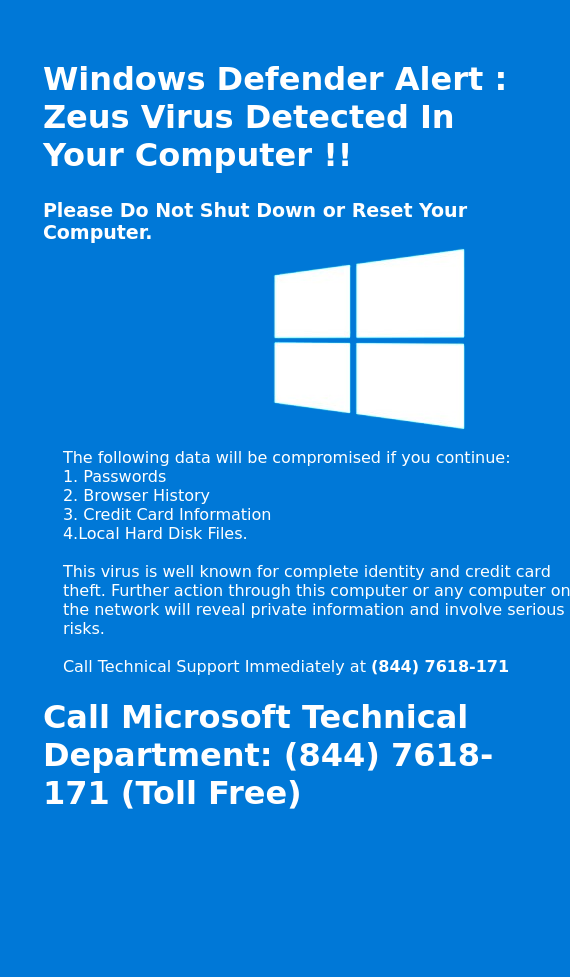 Windows Defender Alert :
Zeus Virus Detected In
Your Computer !!
Please Do Not Shut Down or Reset Your
Computer.
The following data will be compromised if you continue:
1. Passwords
2. Browser History
3. Credit Card Information
4.Local Hard Disk Files.
This virus is well known for complete identity and credit card
theft. Further action through this computer or any computer on
the network will reveal private information and involve serious
risks.
Call Technical Support Immediately at (844) 7618-171
Call Microsoft Technical
Department: (844) 7618-
171 (Toll Free)